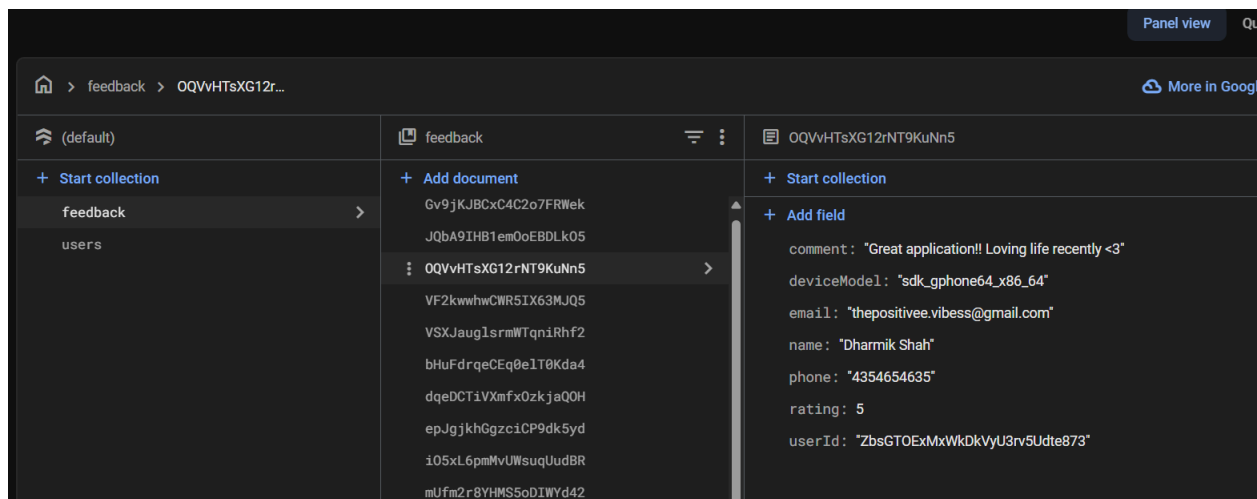 Panel view Qu
feedback > OQVvHTsXG12r... More in Googl
(default)
feedback
OQVvHTsXG12rNT9KuNn5
+ Start collection
+ Add document
+ Start collection
feedback
users
Gv9jKJBCxC4C2o7FRWek
JQbA9IHB1emOoEBDLkO5
OQVvHTsXG12rNT9KuNn5
VF2kwwhwCWR5IX63MJQ5
VSXJauglsrmWTqniRhf2
bHuFdrqeCEq0elT0Kda4
dqeDCTiVXmfxOzkjaQOH
epJgjkhGgzciCP9dk5yd
iO5xL6pmMvUWsuqUudBR
mUfm2r8YHMS5oDIWYd42
+ Add field
comment: "Great application!! Loving life recently <3"
deviceModel: "sdk_gphone64_x86_64"
email: "thepositivee.vibess@gmail.com"
name: "Dharmik Shah"
phone: "4354654635"
rating: 5
userId: "ZbsGTOExMxWkDkVyU3rv5Udte873"